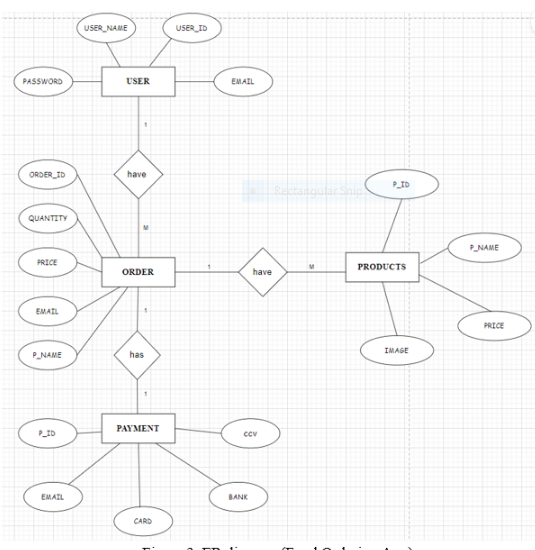 USER_NAME
USER_ID
PASSWORD
USER
EMAIL
1
have
M
ORDER_ID
QUANTITY
PRICE
EMAIL
P_NAME
ORDER
1
have
M
PRODUCTS
Rectangular Snip
P_ID
P_NAME
PRICE
IMAGE
1
has
1
PAYMENT
P_ID
EMAIL
CARD
BANK
CCV